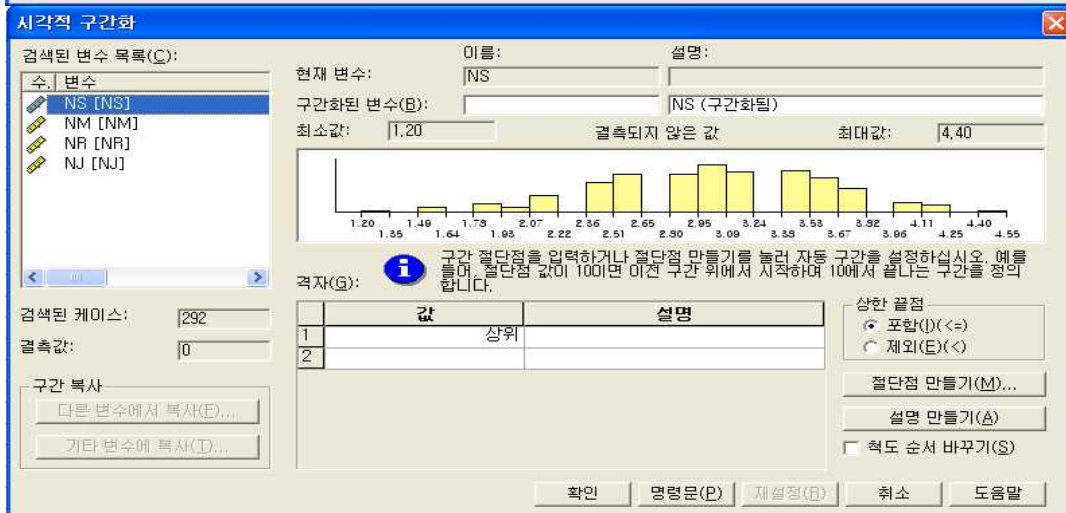 시각적 구간화
검색된 변수 목록(C):
수. 변수
NS [NS]
NM [NM]
NR [NR]
NJ [NJ]
검색된 케이스: 292
결측값: 0
구간 복사
다른 변수에서 복사(F)...
기타 변수에 복사(T)...
이름: 설명:
현재 변수: NS
구간화된 변수(B): NS (구간화됨)
최소값: 1,20 결측되지 않은 값 최대값: 4,40
1.20 1.49 1.78 2.07 2.36 2.65 2.95 3.24 3.53 3.82 4.11 4.40
1.35 1.64 1.93 2.22 2.51 2.80 3.09 3.38 3.67 3.96 4.25 4.55
구간 절단점을 입력하거나 절단점 만들기를 눌러 자동 구간을 설정하십시오. 예를
들어, 절단점 값이 10이면 이전 구간 위에서 시작하여 10에서 끝나는 구간을 정의
합니다.
격자(G):
값 설명
1 상위
2
상한 끝점
포함(I)(<=)
제외(E)(<)
절단점 만들기(M)...
설명 만들기(A)
척도 순서 바꾸기(S)
확인 명령문(P) 재설정(R) 취소 도움말